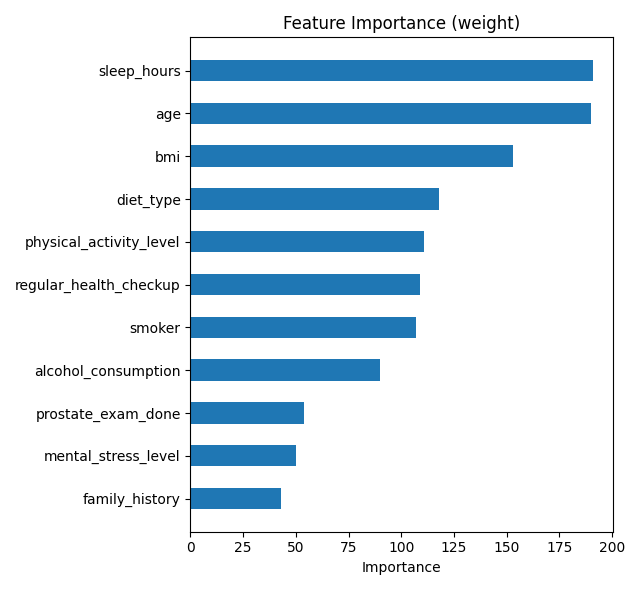 Feature Importance (weight)
sleep_hours
age
bmi
diet_type
physical_activity_level
regular_health_checkup
smoker
alcohol_consumption
prostate_exam_done
mental_stress_level
family_history
0 25 50 75 100 125 150 175 200
Importance